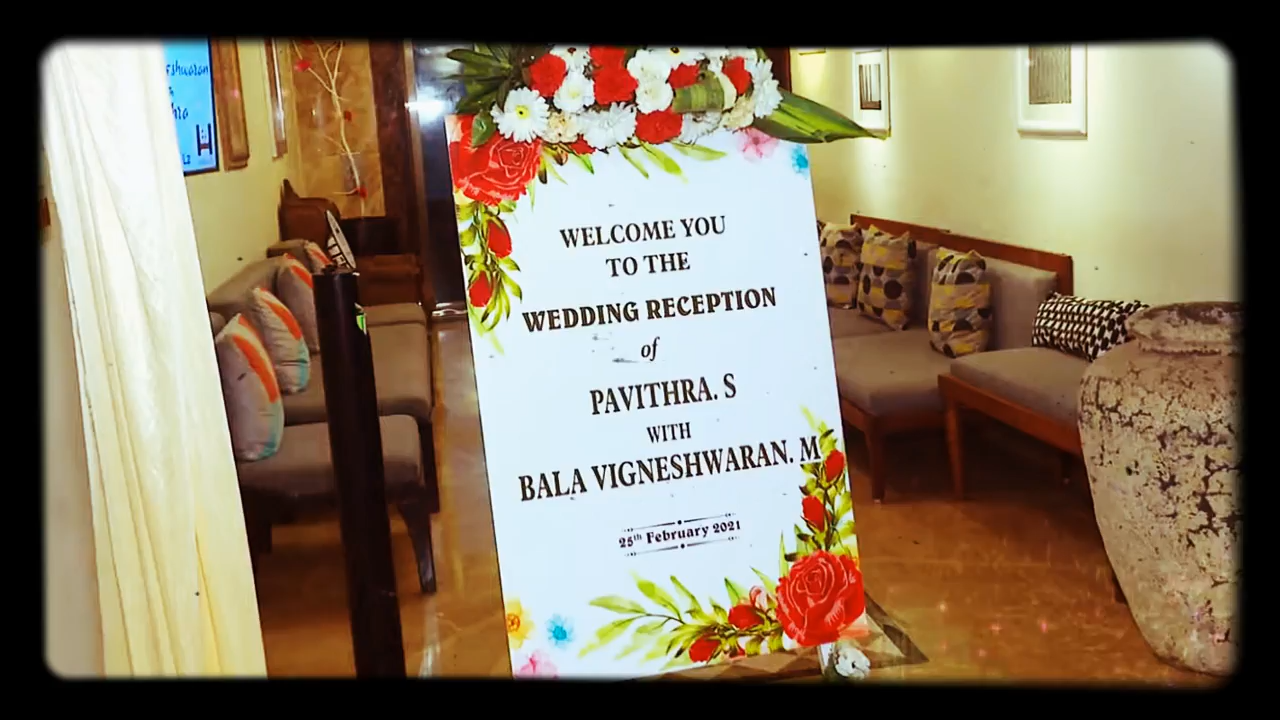 WELCOME YOU
TO THE
WEDDING RECEPTION
of
PAVITHRA. S
WITH
BALA VIGNESHWARAN. M
25th February 2021